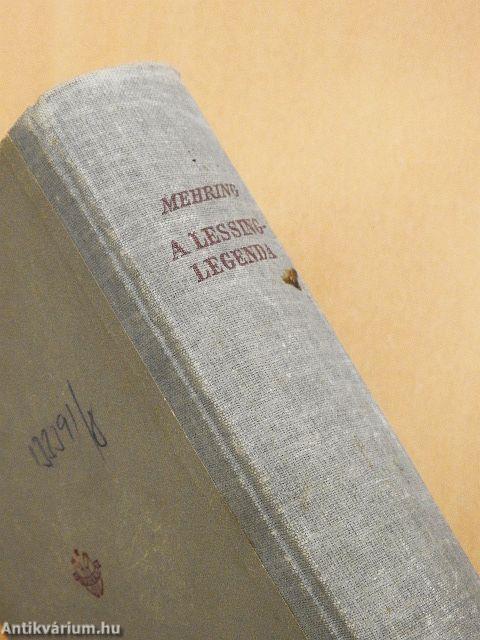 MEHRING
A LESSING-
LEGENDA
Antikvárium.hu